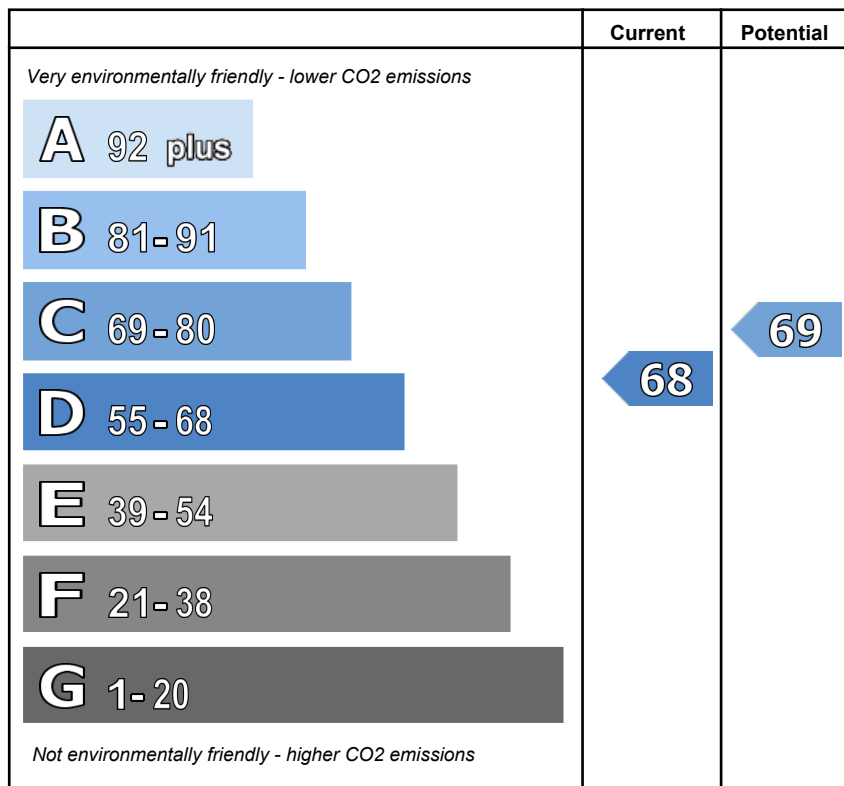 Current Potential
Very environmentally friendly - lower CO2 emissions
A 92 plus
B 81-91
C 69-80
69
D 55-68
68
E 39-54
F 21-38
G 1-20
Not environmentally friendly - higher CO2 emissions